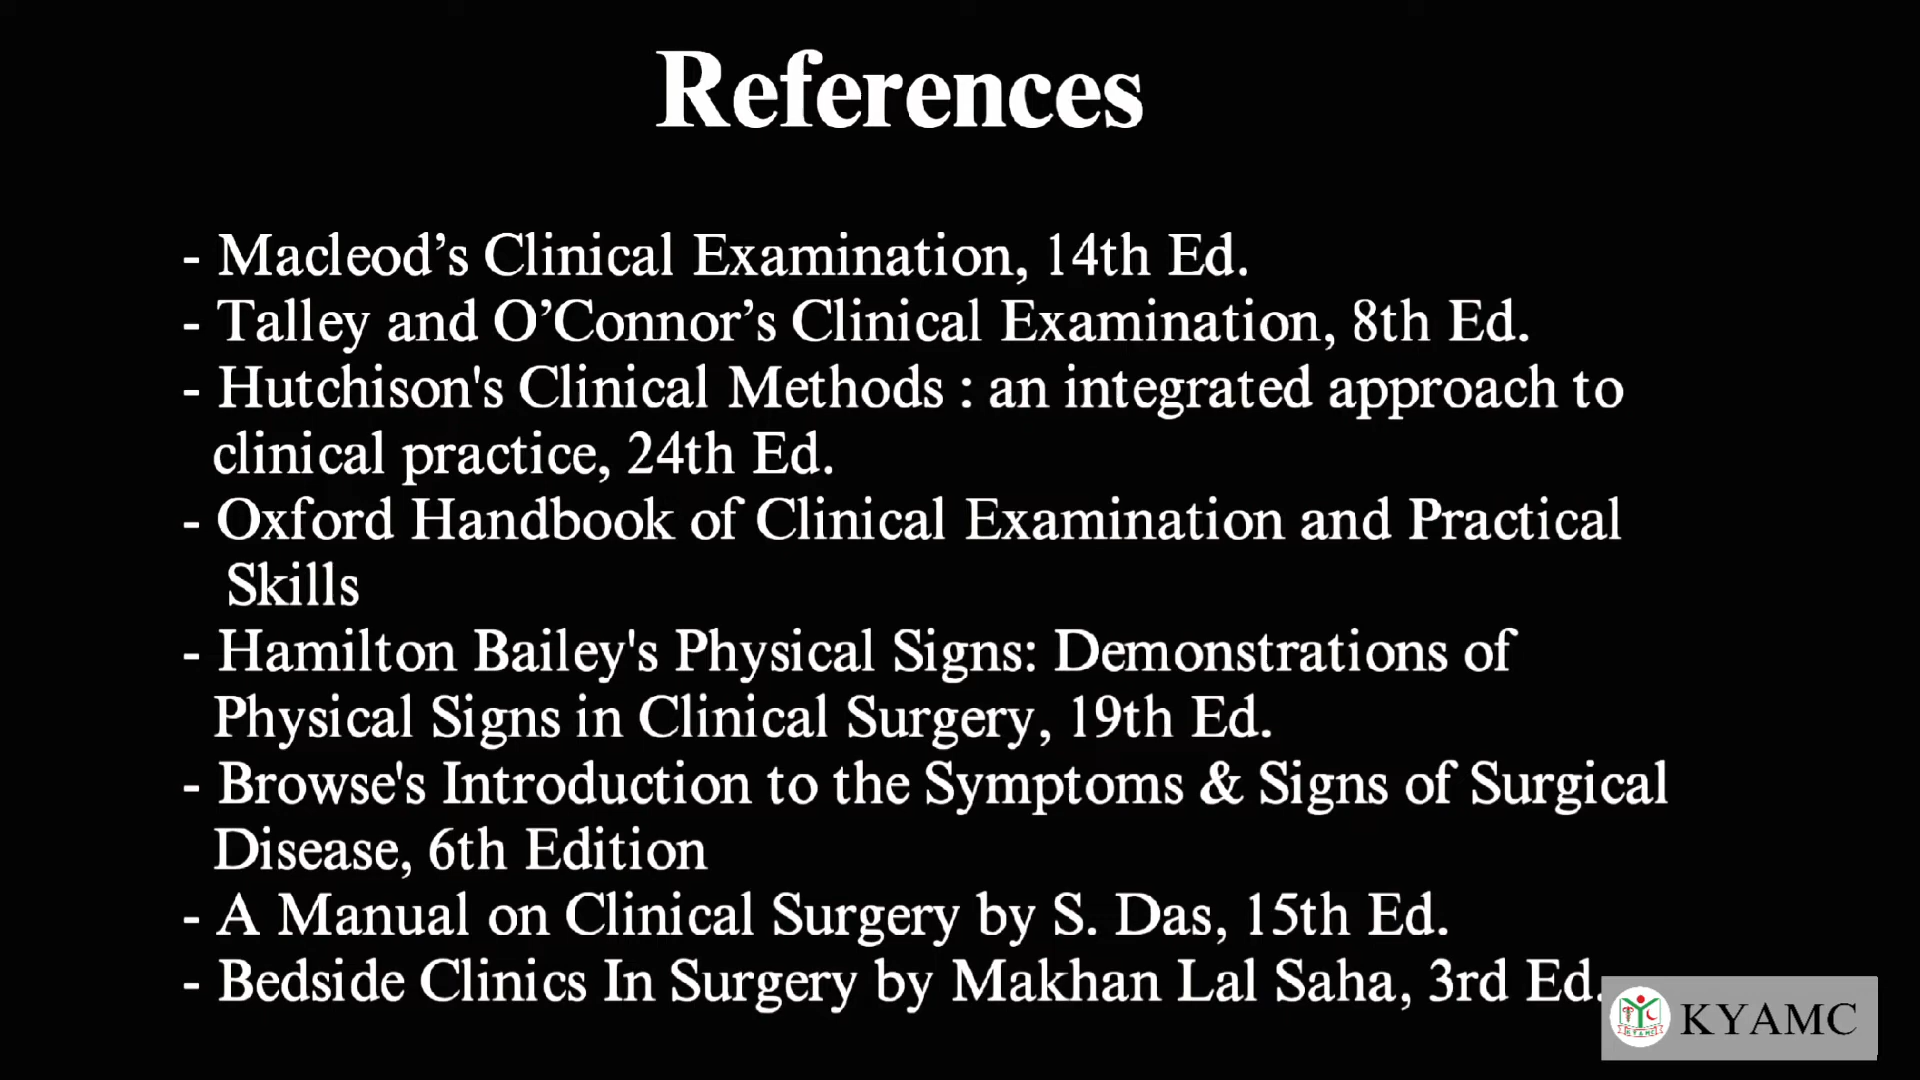 References
- Macleod’s Clinical Examination, 14th Ed.
- Talley and O’Connor’s Clinical Examination, 8th Ed.
- Hutchison's Clinical Methods : an integrated approach to
clinical practice, 24th Ed.
- Oxford Handbook of Clinical Examination and Practical
Skills
- Hamilton Bailey's Physical Signs: Demonstrations of
Physical Signs in Clinical Surgery, 19th Ed.
- Browse's Introduction to the Symptoms & Signs of Surgical
Disease, 6th Edition
- A Manual on Clinical Surgery by S. Das, 15th Ed.
- Bedside Clinics In Surgery by Makhan Lal Saha, 3rd Ed.
KYAMC